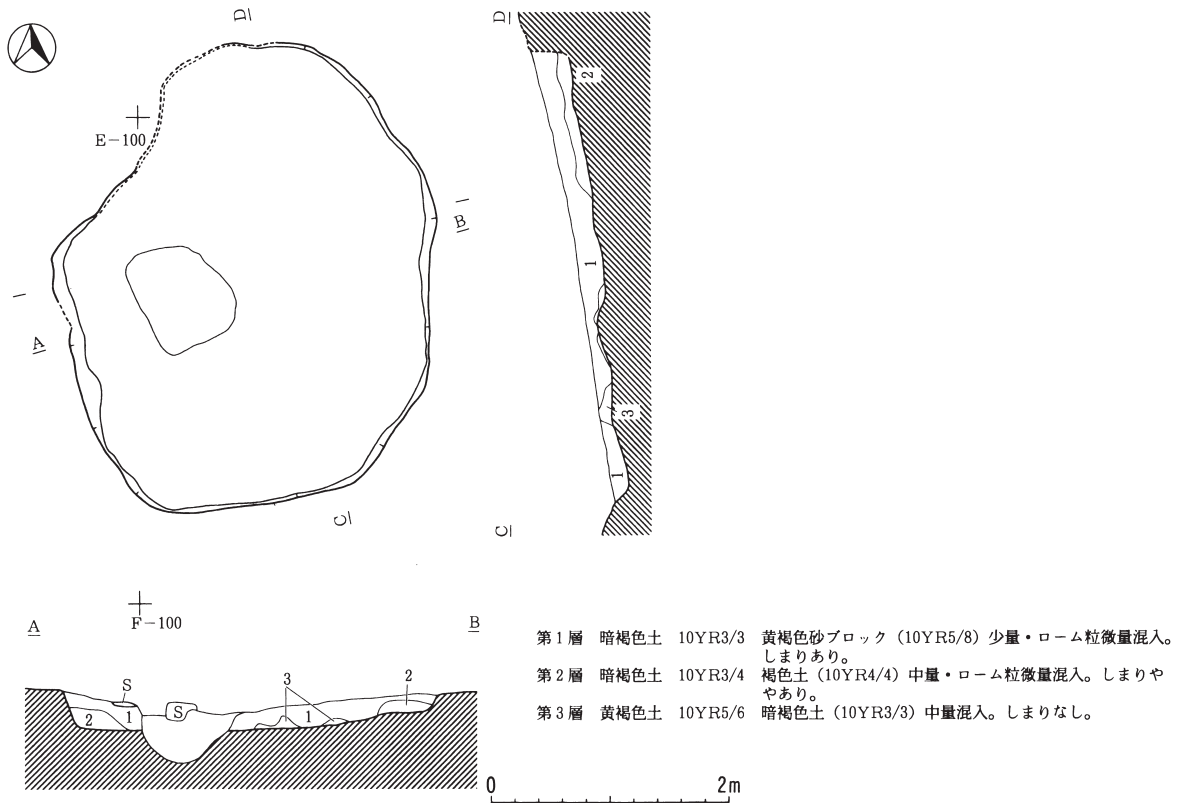 D
D
2
E-100
B
1
A
3
1
C
C
F-100
A
B
S
3
2
S
2
1
1
第1層 暗褐色土 10YR3/3 黄褐色砂ブロック（10YR5/8）少量・ローム粒微量混入。
しまりあり。
第2層 暗褐色土 10YR3/4 褐色土（10YR4/4）中量・ローム粒微量混入。しまりや
やあり。
第3層 黄褐色土 10YR5/6 暗褐色土（10YR3/3）中量混入。しまりなし。
0 2m